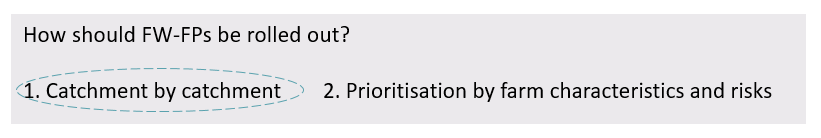 How should FW-FPs be rolled out?
1. Catchment by catchment 2. Prioritisation by farm characteristics and risks